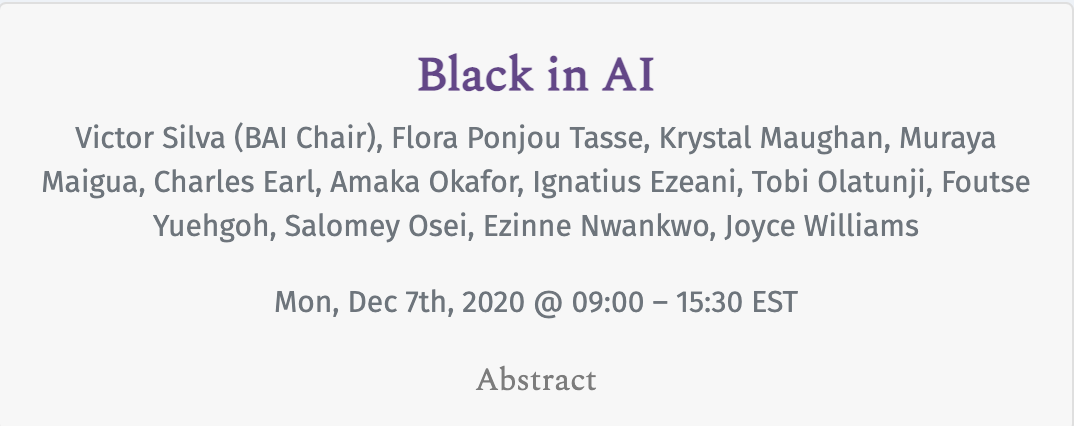 Black in AI
Victor Silva (BAI Chair), Flora Ponjou Tasse, Krystal Maughan, Muraya
Maigua, Charles Earl, Amaka Okafor, Ignatius Ezeani, Tobi Olatunji, Foutse
Yuehgoh, Salomey Osei, Ezinne Nwankwo, Joyce Williams
Mon, Dec 7th, 2020 @ 09:00 – 15:30 EST
Abstract